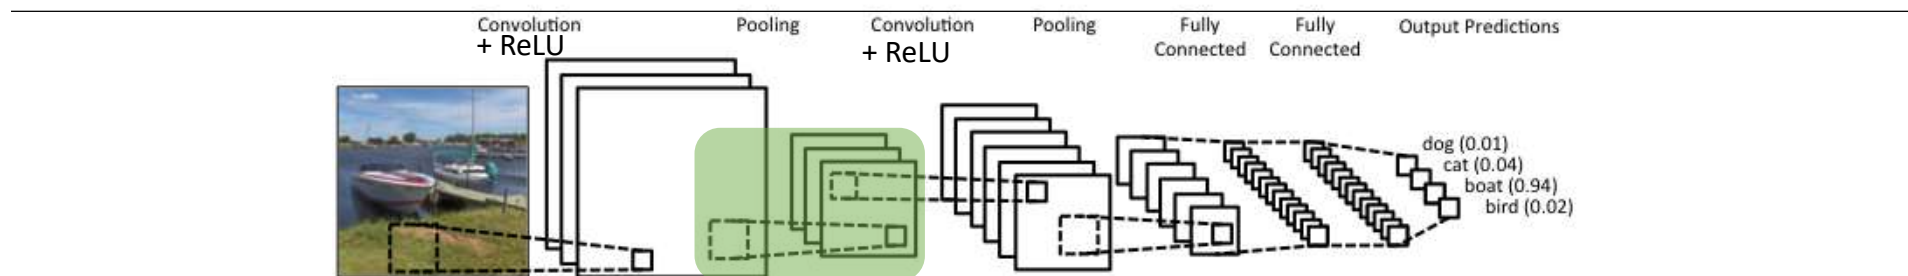 Convolution
+ ReLU
Pooling
Convolution
+ ReLU
Pooling
Fully
Connected
Fully
Connected
Output Predictions
dog (0.01)
cat (0.04)
boat (0.94)
bird (0.02)